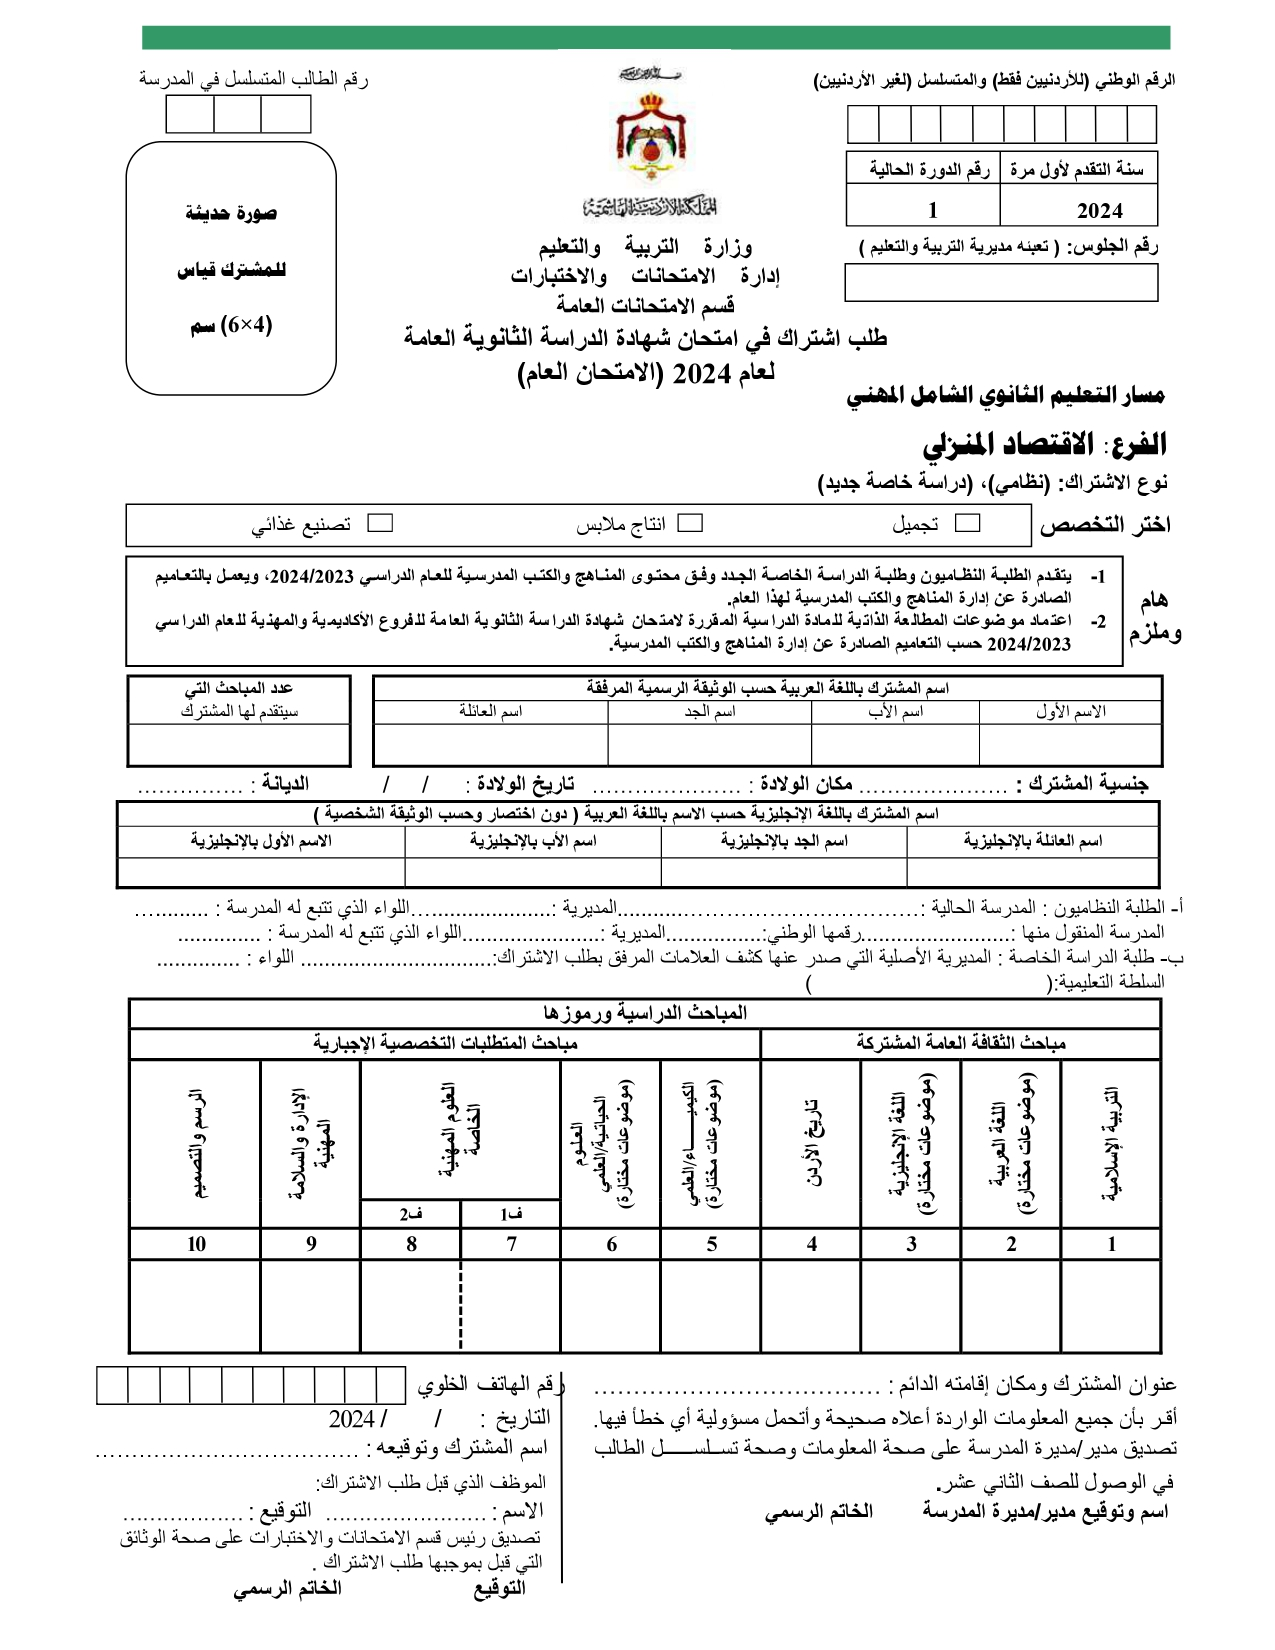 الرقم الوطني (للأردنيين فقط) والمتسلسل (لغير الأردنيين)
رقم الطالب المتسلسل في المدرسة
سنة التقدم لأول مرة
رقم الدورة الحالية
2024
1
رقم الجلوس: ( تعبئه مديرية التربية والتعليم )
صورة حديثة
للمشترك قياس
(4×6) سم
المملكة الأردنية الهاشمية
وزارة التربية والتعليم
إدارة الامتحانات والاختبارات
قسم الامتحانات العامة
طلب اشتراك في امتحان شهادة الدراسة الثانوية العامة
لعام 2024 (الامتحان العام)
مسار التعليم الثانوي الشامل المهني
الفرع: الاقتصاد المنزلي
نوع الاشتراك: (نظامي)، (دراسة خاصة جديد)
اختر التخصص
تجميل
انتاج ملابس
تصنيع غذائي
هام
وملزم
1- يتقدم الطلبة النظاميون وطلبة الدراسة الخاصة الجدد وفق محتوى المناهج والكتب المدرسية للعام الدراسي 2024/2023، ويعمل بالتعاميم
الصادرة عن إدارة المناهج والكتب المدرسية لهذا العام.
2- اعتماد موضوعات المطالعة الذاتية للمادة الدراسية المقررة لامتحان شهادة الدراسة الثانوية العامة للفروع الأكاديمية والمهنية للعام الدراسي
2024/2023 حسب التعاميم الصادرة عن إدارة المناهج والكتب المدرسية.
اسم المشترك باللغة العربية حسب الوثيقة الرسمية المرفقة
الاسم الأول
اسم الأب
اسم الجد
اسم العائلة
عدد المباحث التي
سيتقدم لها المشترك
جنسية المشترك : ..................... مكان الولادة : ..................... تاريخ الولادة : / / الديانة : ...............
اسم المشترك باللغة الإنجليزية حسب الاسم باللغة العربية ( دون اختصار وحسب الوثيقة الشخصية )
اسم العائلة بالإنجليزية
اسم الجد بالإنجليزية
اسم الأب بالإنجليزية
الاسم الأول بالإنجليزية
أ- الطلبة النظاميون : المدرسة الحالية :............................................المديرية :........................اللواء الذي تتبع له المدرسة : ............
المدرسة المنقول منها :.........................رقمها الوطني:................المديرية :.......................اللواء الذي تتبع له المدرسة : ..............
ب- طلبة الدراسة الخاصة : المديرية الأصلية التي صدر عنها كشف العلامات المرفق بطلب الاشتراك:................................ اللواء : ..............
السلطة التعليمية:( )
المباحث الدراسية ورموزها
مباحث الثقافة العامة المشتركة
مباحث المتطلبات التخصصية الإجبارية
التربية الإسلامية
اللغة العربية
(موضوعات مختارة)
اللغة الإنجليزية
(موضوعات مختارة)
تاريخ الأردن
الكيميـــــاء/العلمي
(موضوعات مختارة)
العلوم
الحياتية/العلمي
(موضوعات مختارة)
العلوم المهنية
الخاصة
ف1
ف2
الإدارة والسلامة
المهنية
الرسم والتصميم
1
2
3
4
5
6
7
8
9
10
عنوان المشترك ومكان إقامته الدائم : ....................................
أقر بأن جميع المعلومات الواردة أعلاه صحيحة وأتحمل مسؤولية أي خطأ فيها.
تصديق مدير/مديرة المدرسة على صحة المعلومات وصحة تسلســـــل الطالب
في الوصول للصف الثاني عشر.
اسم وتوقيع مدير/مديرة المدرسة
الخاتم الرسمي
رقم الهاتف الخلوي
التاريخ : / / 2024
اسم المشترك وتوقيعه : ....................................
الموظف الذي قبل طلب الاشتراك:
الاسم : ...................... التوقيع : .................
تصديق رئيس قسم الامتحانات والاختبارات على صحة الوثائق
التي قبل بموجبها طلب الاشتراك .
التوقيع
الخاتم الرسمي